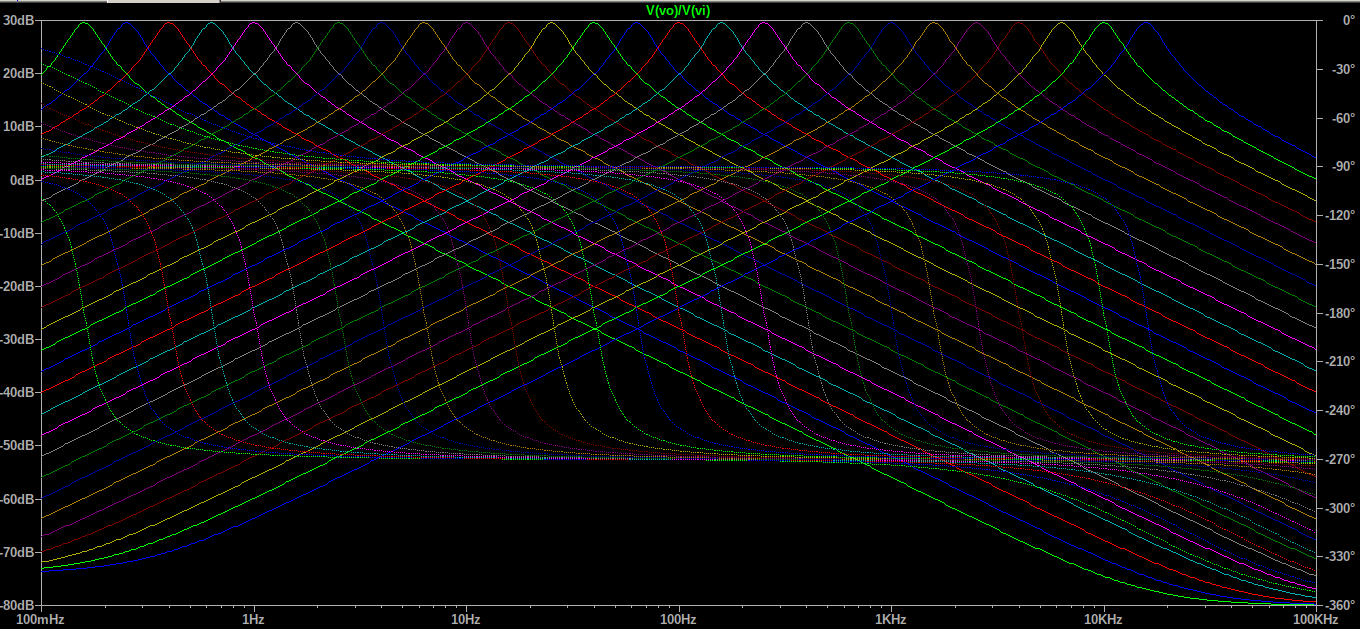 V(vo)/V(vi)
30dB 0°
20dB -30°
10dB -60°
0dB -90°
-10dB -120°
-20dB -150°
-30dB -180°
-40dB -210°
-50dB -240°
-60dB -270°
-70dB -300°
-80dB -330°
-360°
100mHz 1Hz 10Hz 100Hz 1KHz 10KHz 100KHz